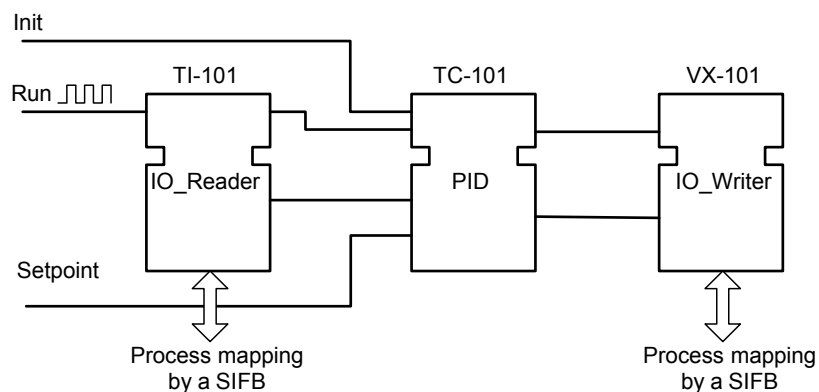 Init
TI-101
TC-101
VX-101
Run
IO_Reader
PID
IO_Writer
Setpoint
Process mapping
by a SIFB
Process mapping
by a SIFB